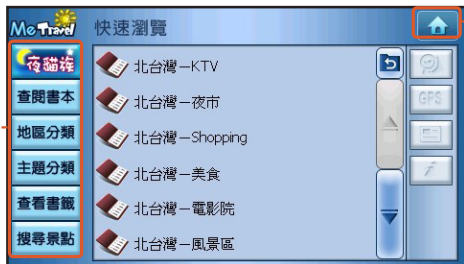 MeTravel 快速瀏覽
夜貓族
查閱書本
地區分類
主題分類
查看書籤
搜尋景點
北台灣－KTV
北台灣－夜市
北台灣－Shopping
北台灣－美食
北台灣－電影院
北台灣－風景區
GPS
i